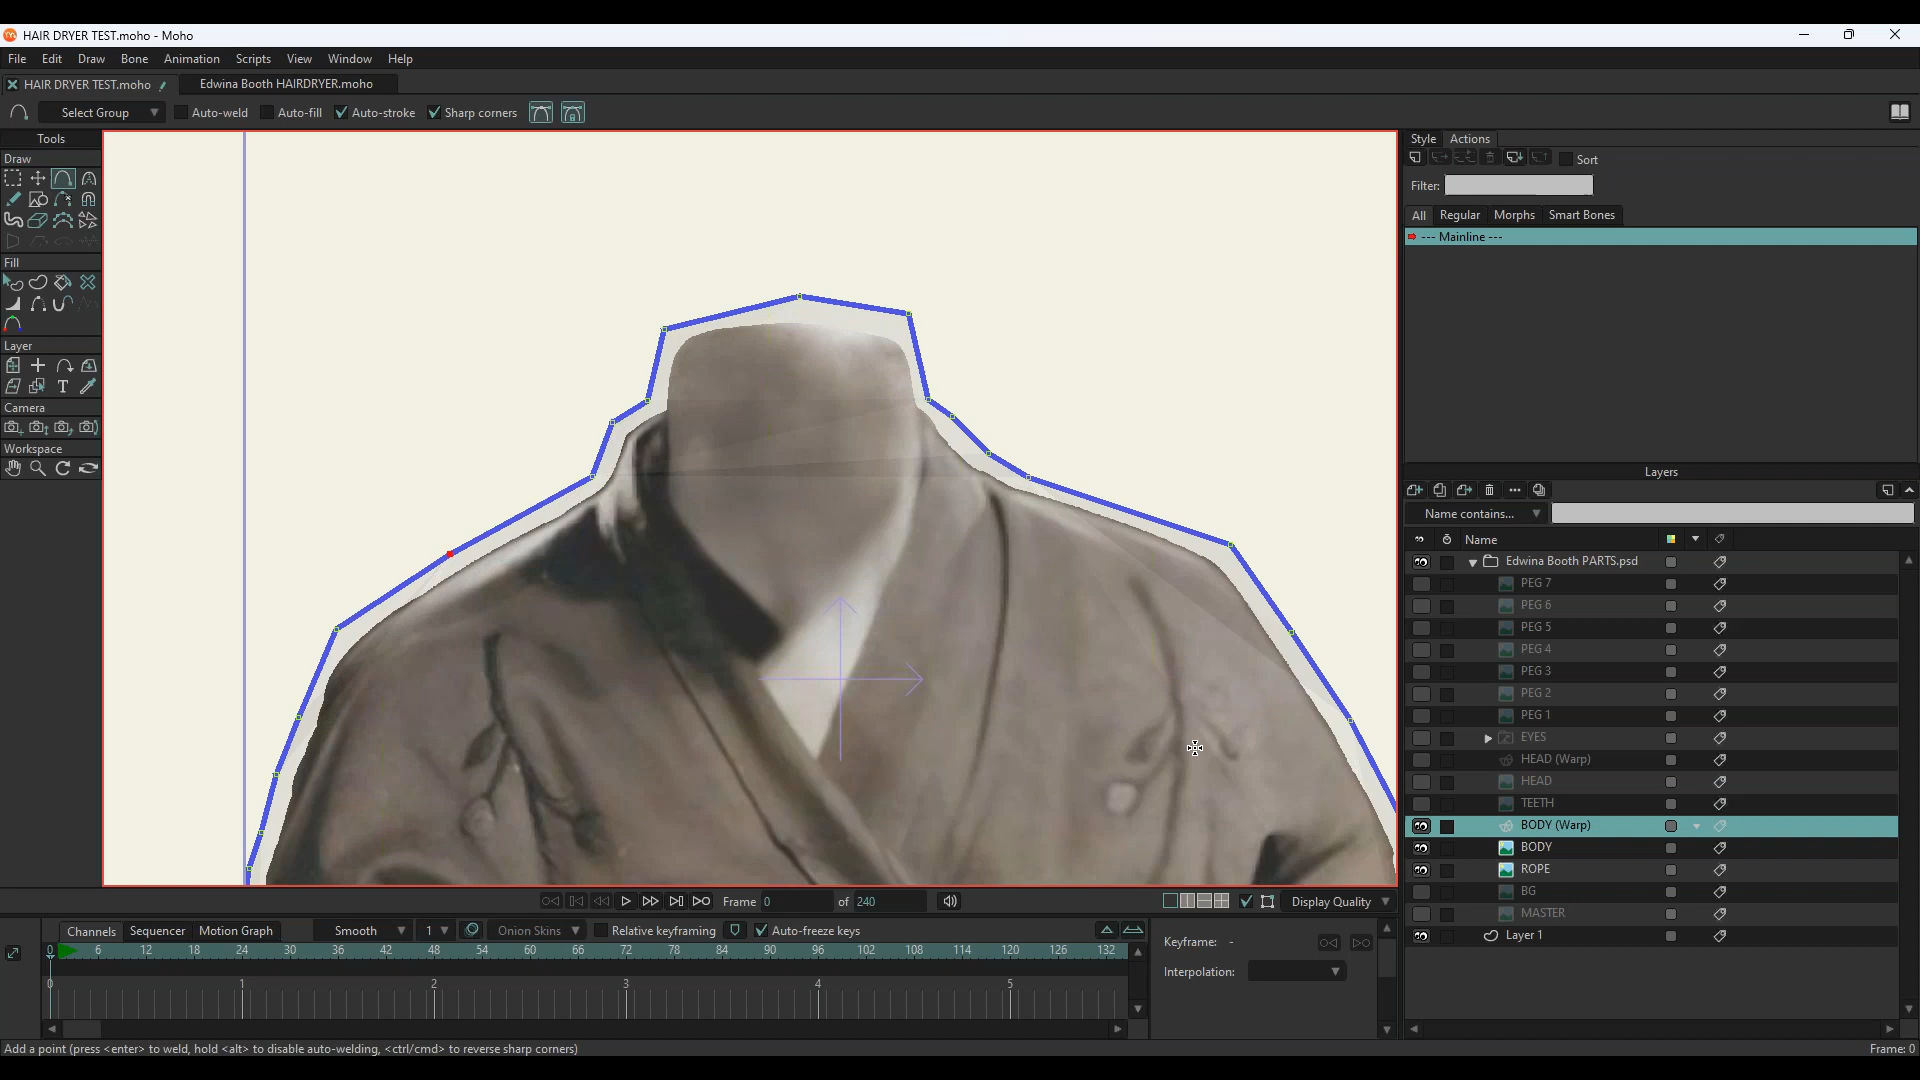 HAIR DRYER TEST.moho - Moho
File Edit Draw Bone Animation Scripts View Window Help
HAIR DRYER TEST.moho Edwina Booth HAIRDRYER.moho
Select Group Auto-weld Auto-fill Auto-stroke Sharp corners
Tools
Draw
Fill
Layer
Camera
Workspace
Style Actions
Sort
Filter:
All Regular Morphs Smart Bones
--- Mainline ---
Layers
Name contains...
Name
Edwina Booth PARTS.psd
PEG 7
PEG 6
PEG 5
PEG 4
PEG 3
PEG 2
PEG 1
EYES
HEAD (Warp)
HEAD
TEETH
BODY (Warp)
BODY
ROPE
BG
MASTER
Layer 1
Frame 0 of 240 Display Quality
Channels Sequencer Motion Graph Smooth 1 Onion Skins Relative keyframing Auto-freeze keys
0 6 12 18 24 30 36 42 48 54 60 66 72 78 84 90 96 102 108 114 120 126 132
0 1 2 3 4 5
Keyframe: -
Interpolation:
Add a point (press <enter> to weld, hold <alt> to disable auto-welding, <ctrl/cmd> to reverse sharp corners) Frame: 0